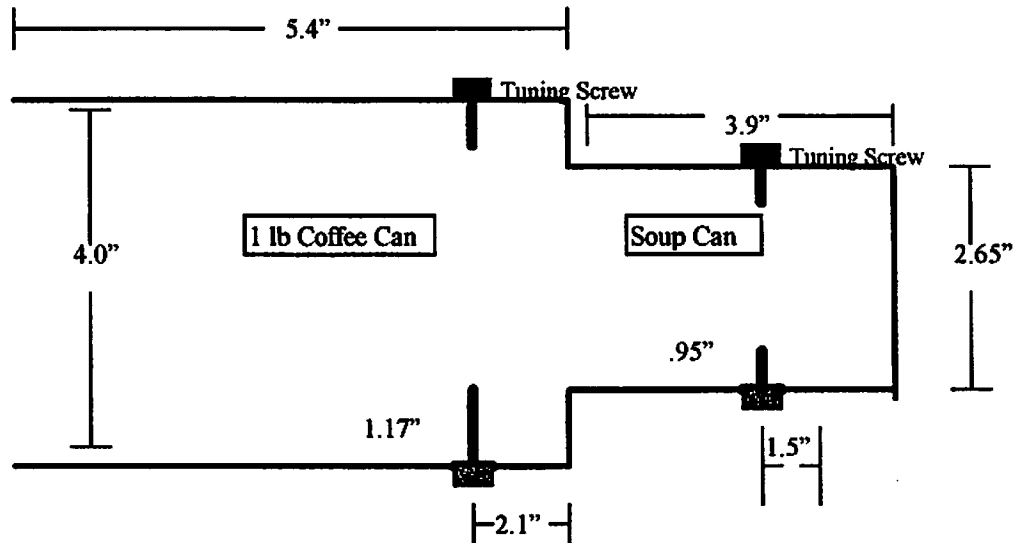 5.4”
Tuning Screw
3.9”
Tuning Screw
1 lb Coffee Can
Soup Can
4.0”
2.65”
.95”
1.17”
1.5”
2.1”